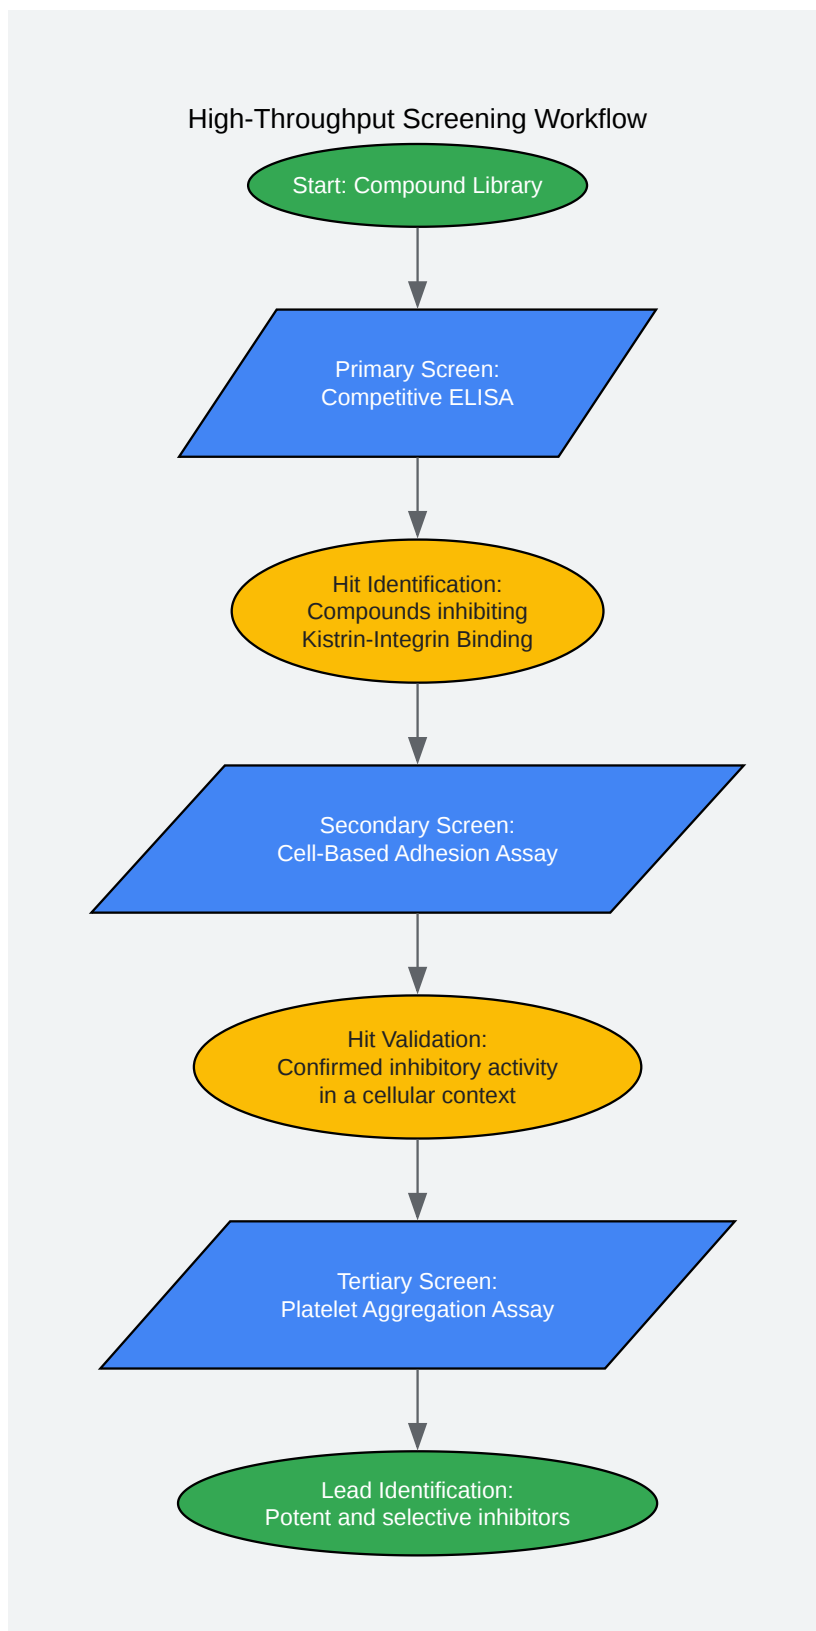 High-Throughput Screening Workflow
Start: Compound Library
Primary Screen:
Competitive ELISA
Hit Identification:
Compounds inhibiting
Kistrin-Integrin Binding
Secondary Screen:
Cell-Based Adhesion Assay
Hit Validation:
Confirmed inhibitory activity
in a cellular context
Tertiary Screen:
Platelet Aggregation Assay
Lead Identification:
Potent and selective inhibitors